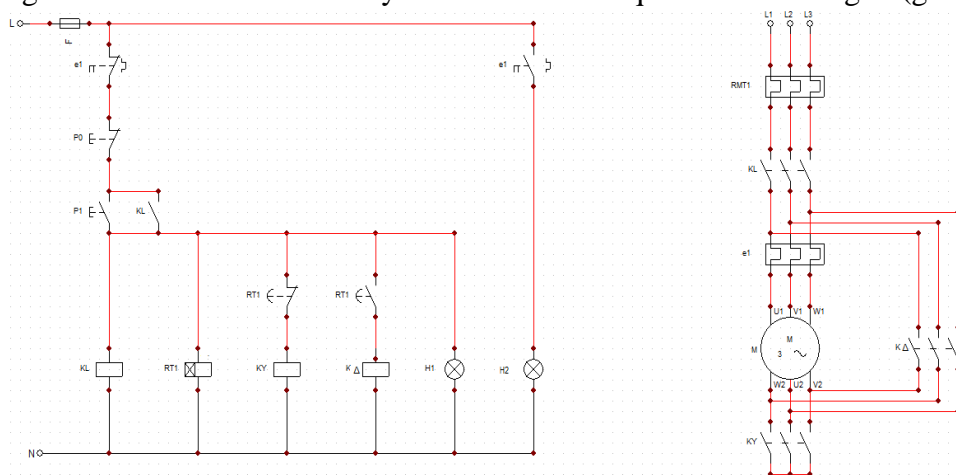 L
F
e1
e1
P0
P1
KL
RT1
RT1
KL
RT1
KY
K Δ
H1
H2
N
L1 L2 L3
RMT1
KL
e1
U1 V1 W1
M
M
3
K Δ
W2 U2 V2
KY